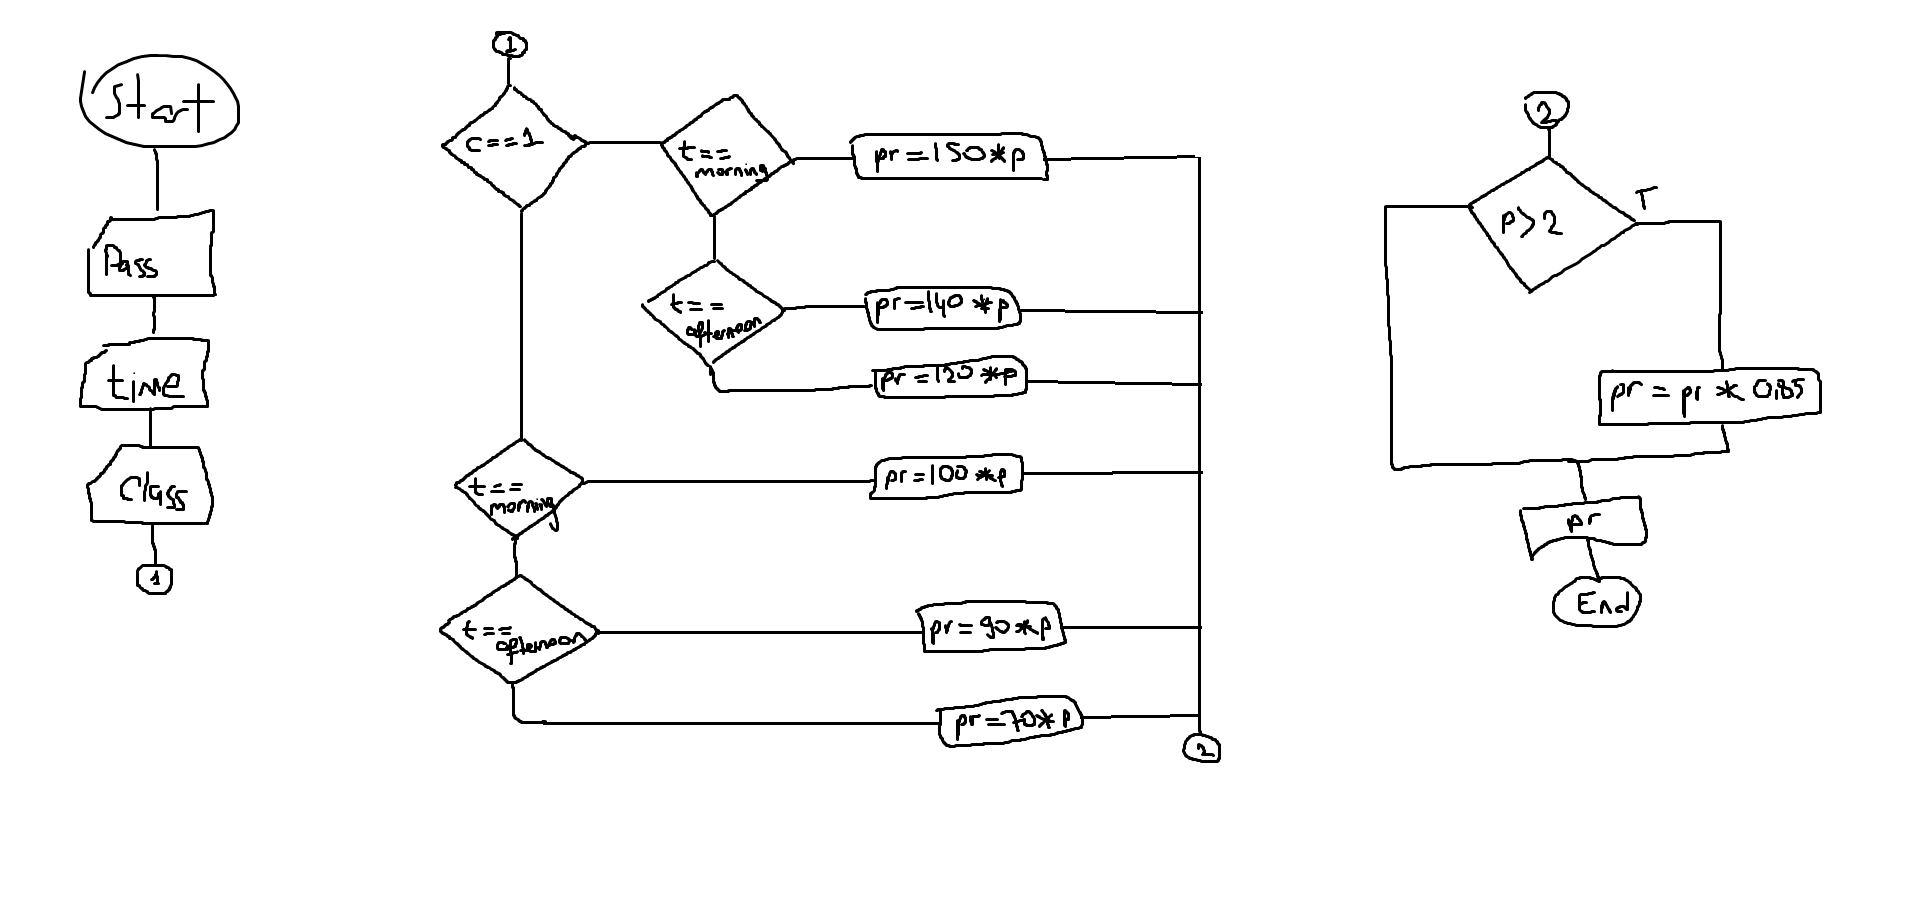 Start
Pass
time
Class
1
1
c==1
t==
morning
pr=150*p
t==
afternoon
pr=140*p
pr=120*p
t==
morning
pr=100*p
t==
afternoon
pr=90*p
pr=70*p
2
2
p>2
T
pr = pr * 0,85
pr
End